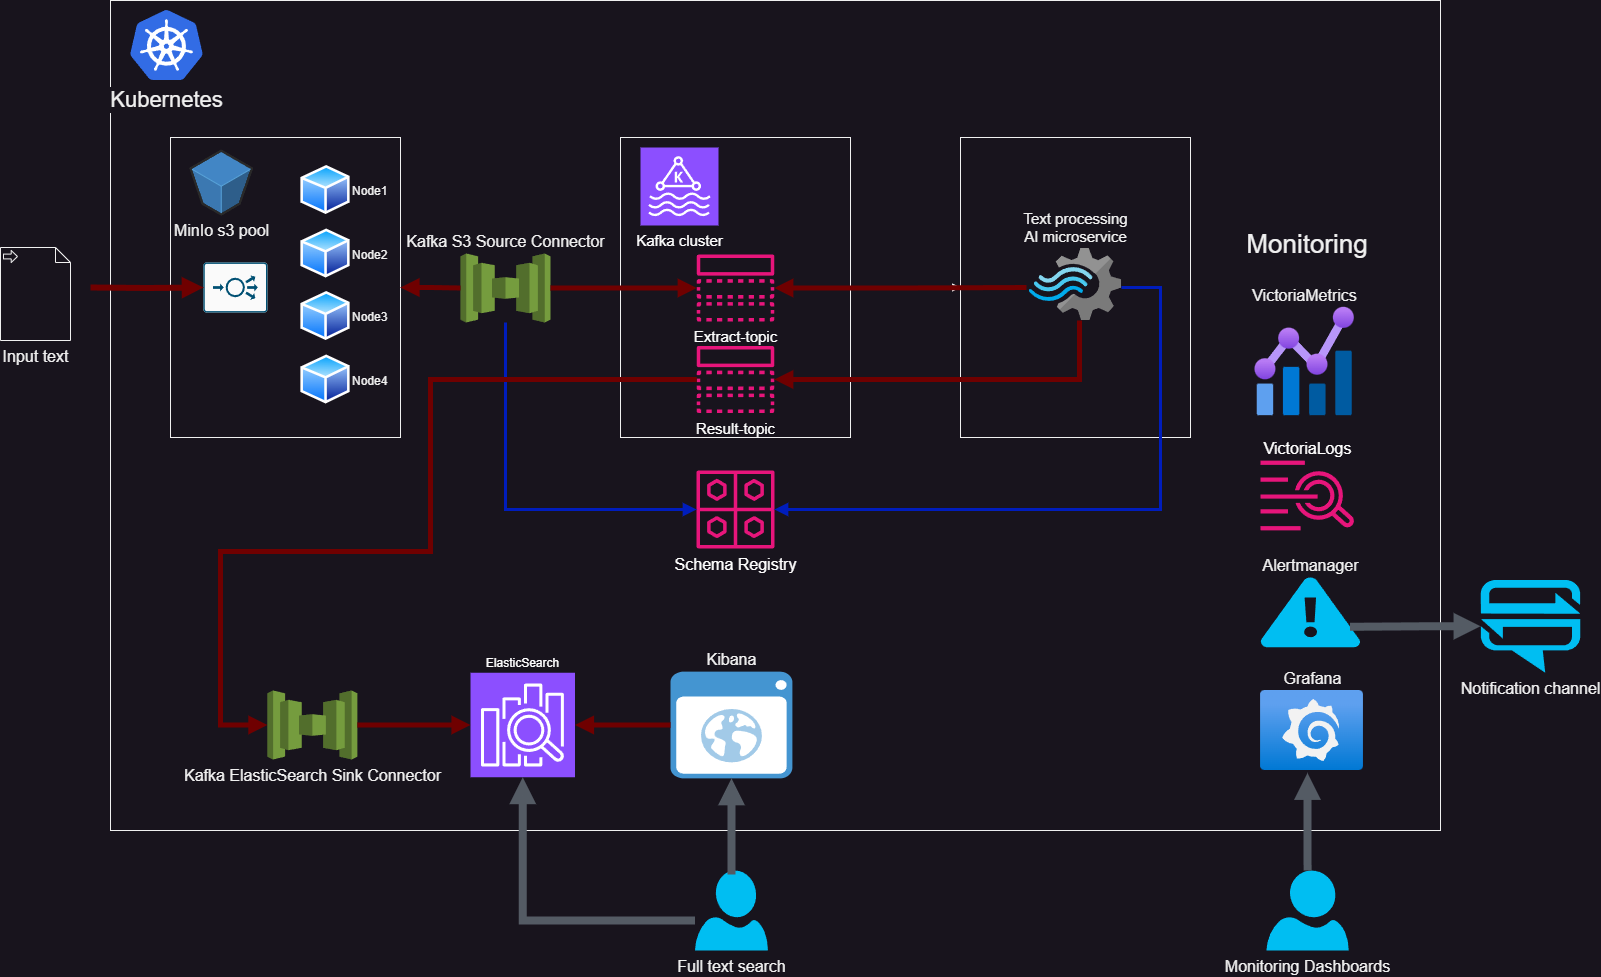 Kubernetes
MinIo s3 pool
Node1
Node2
Node3
Node4
Input text
Kafka S3 Source Connector
K
Kafka cluster
Extract-topic
Result-topic
Text processing
AI microservice
Schema Registry
Monitoring
VictoriaMetrics
VictoriaLogs
Alertmanager
Grafana
Notification channel
Kafka ElasticSearch Sink Connector
ElasticSearch
Kibana
Full text search
Monitoring Dashboards